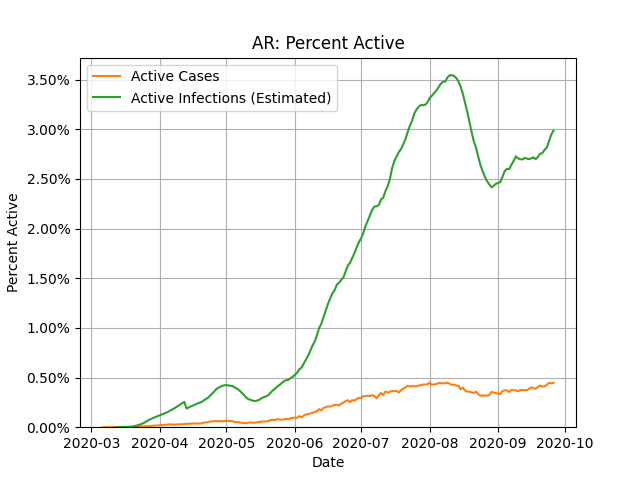 AR: Percent Active
Active Cases
Active Infections (Estimated)
3.50%
3.00%
2.50%
2.00%
1.50%
1.00%
0.50%
0.00%
Percent Active
2020-03 2020-04 2020-05 2020-06 2020-07 2020-08 2020-09 2020-10
Date